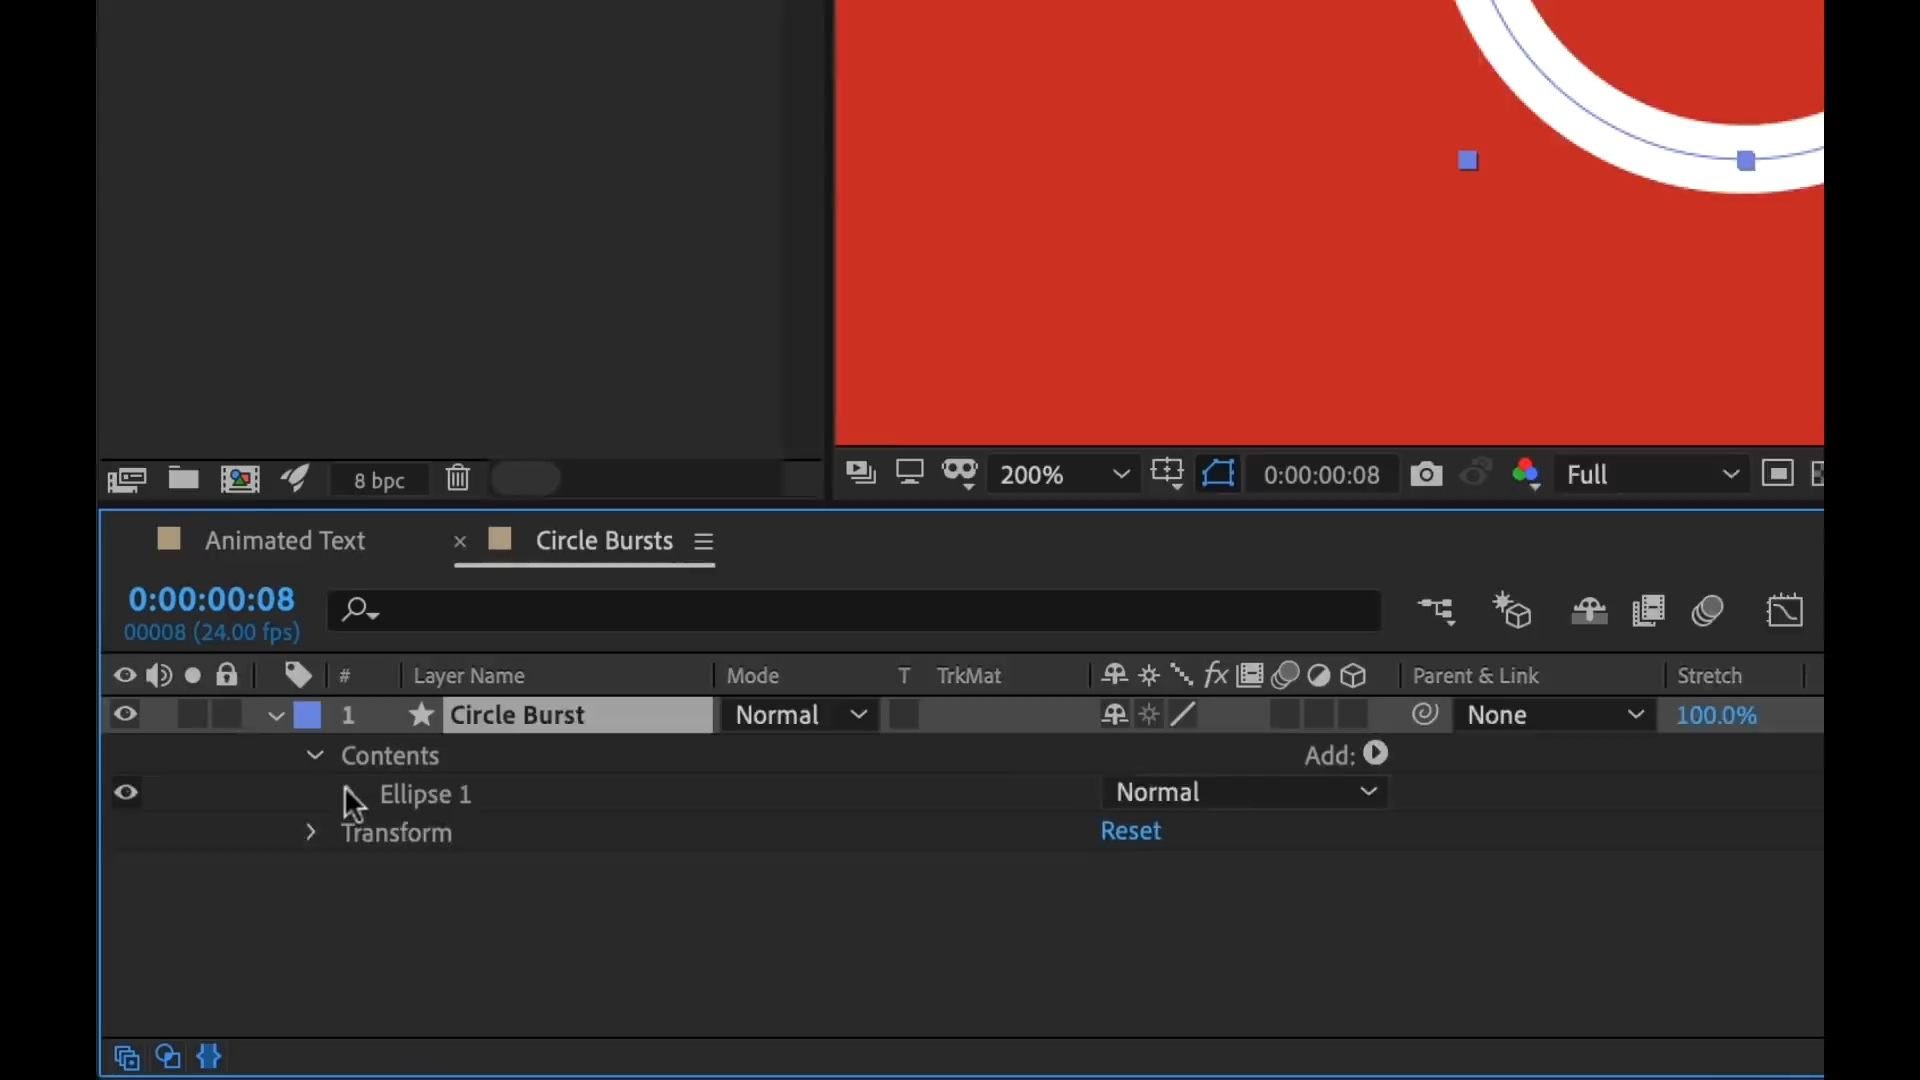 8 bpc
200%
0:00:00:08
Full
Animated Text
Circle Bursts
0:00:00:08
00008 (24.00 fps)
# Layer Name Mode T TrkMat fx Parent & Link Stretch
1 Circle Burst Normal None 100.0%
Contents Add:
Ellipse 1 Normal
Transform Reset